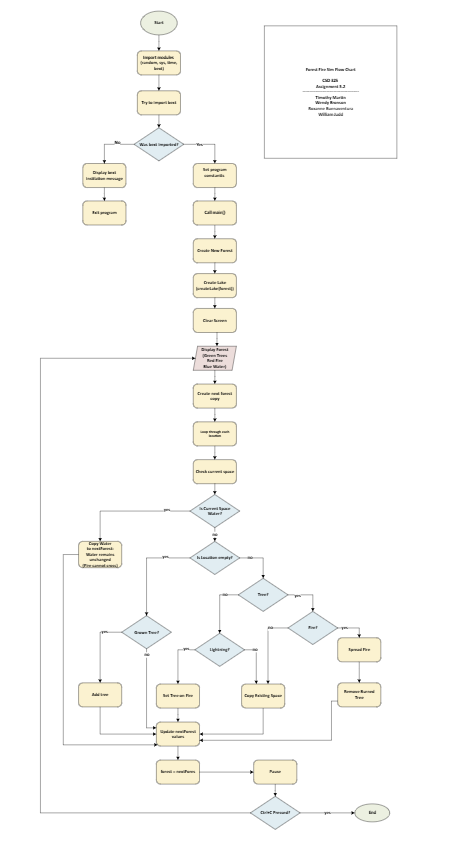 Start
Forest Fire Sim Flow Chart
CSD 325
Assignment 5.2
Timothy Martin
Wendy Broman
William Judd
Import modules
(random, sys, time,
bext)
Try to import bext
Was bext imported?
No
Yes
Display bext
instillation message
Set program
constants
Exit program
Call main()
Create New Forest
Create Lake
(createLake(forest))
Clear Screen
Display Forest
(Green Trees
Red Fire
Blue Water)
Create next forest
copy
Loop through each
location
Check current space
Is Current Space
Water?
yes
no
Copy Water
to nextForest:
Water remains
unchanged
(Fire cannot cross)
Is Location empty?
yes
no
Tree?
no
yes
Grown Tree?
yes
no
Lightning?
yes
no
Fire?
no
yes
Spread Fire
Add tree
Set Tree on Fire
Copy Existing Space
Remove Burned
Tree
Update nextForest
values
forest = nextForest
Pause
Ctrl+C Pressed?
yes
End